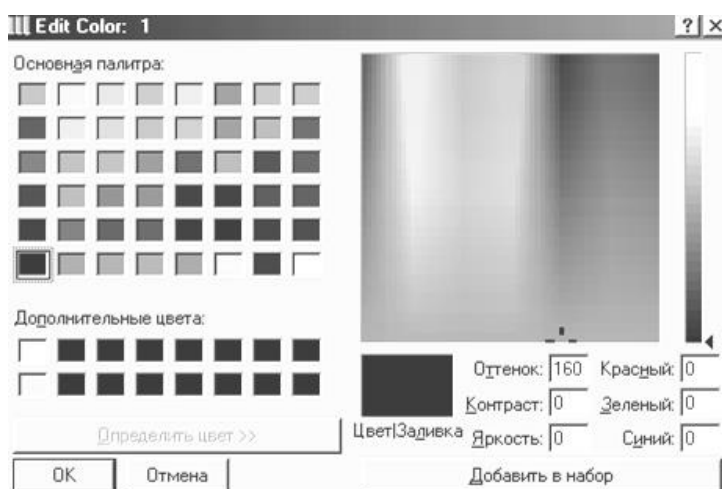 Edit Color: 1
Основная палитра:
Дополнительные цвета:
Определить цвет >>
OK
Отмена
Цвет|Заливка
Оттенок: 160
Контраст: 0
Яркость: 0
Красный: 0
Зеленый: 0
Синий: 0
Добавить в набор